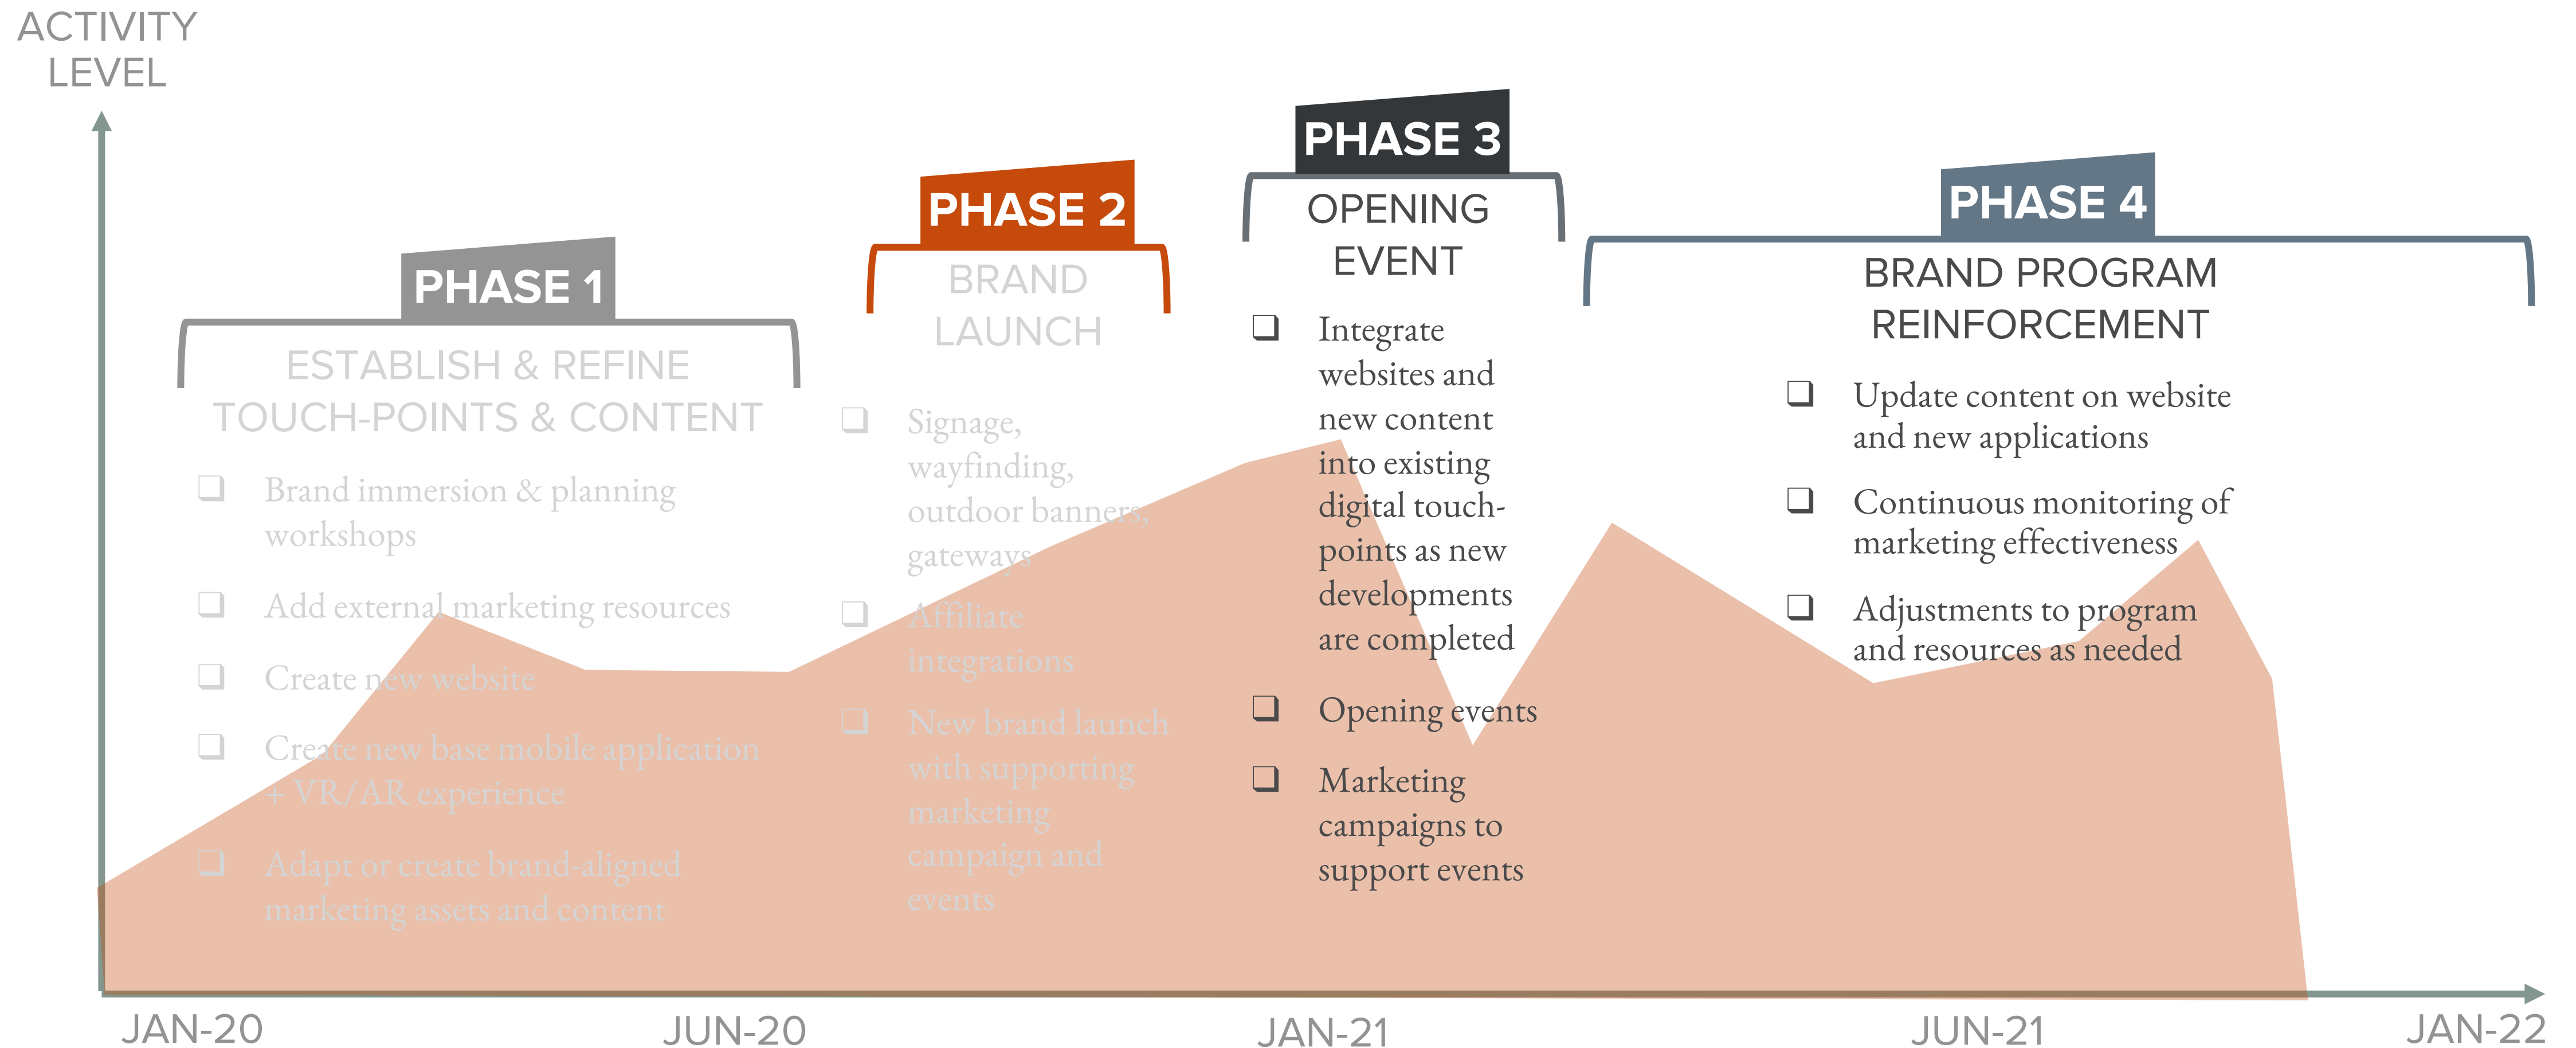 ACTIVITY
LEVEL
PHASE 1
ESTABLISH & REFINE
TOUCH-POINTS & CONTENT
❏ Brand immersion & planning
workshops
❏ Add external marketing resources
❏ Create new website
❏ Create new base mobile application
+ VR/AR experience
❏ Adapt or create brand-aligned
marketing assets and content
PHASE 2
BRAND
LAUNCH
❏ Signage,
wayfinding,
outdoor banners,
gateways
❏ Affiliate
integrations
❏ New brand launch
with supporting
marketing
campaign and
events
PHASE 3
OPENING
EVENT
❏ Integrate
websites and
new content
into existing
digital touch-
points as new
developments
are completed
❏ Opening events
❏ Marketing
campaigns to
support events
PHASE 4
BRAND PROGRAM
REINFORCEMENT
❏ Update content on website
and new applications
❏ Continuous monitoring of
marketing effectiveness
❏ Adjustments to program
and resources as needed
JAN-20
JUN-20
JAN-21
JUN-21
JAN-22